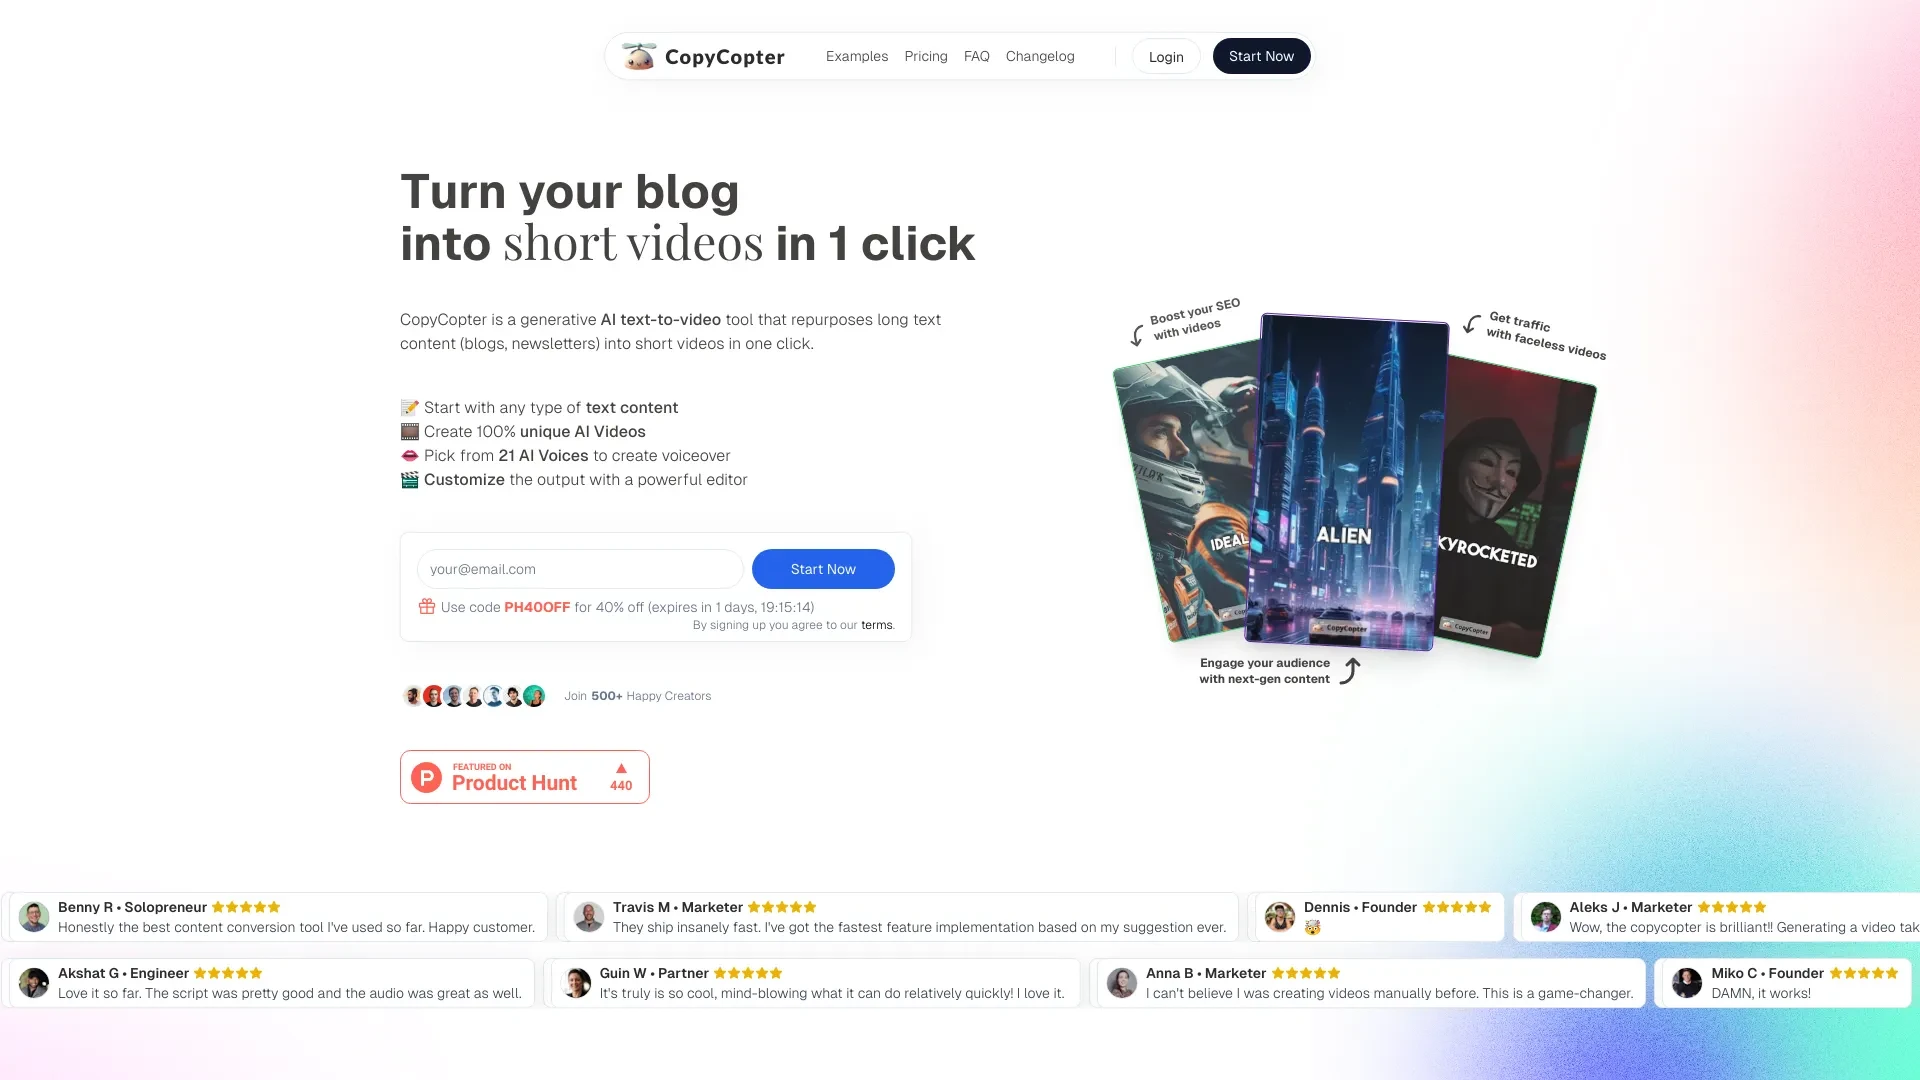 CopyCopter
Examples Pricing FAQ Changelog Login Start Now
Turn your blog
into short videos in 1 click
CopyCopter is a generative AI text-to-video tool that repurposes long text
content (blogs, newsletters) into short videos in one click.
📝 Start with any type of text content
🎞️ Create 100% unique AI Videos
👄 Pick from 21 AI Voices to create voiceover
🎬 Customize the output with a powerful editor
your@email.com
Start Now
Use code PH40OFF for 40% off (expires in 1 days, 19:15:14)
By signing up you agree to our terms.
Join 500+ Happy Creators
FEATURED ON
Product Hunt
440
Boost your SEO
with videos
Get traffic
with faceless videos
IDEAL
ALIEN
KYROCKETED
CopyCopter
CopyCopter
Engage your audience
with next-gen content
Benny R • Solopreneur
Honestly the best content conversion tool I've used so far. Happy customer.
Travis M • Marketer
They ship insanely fast. I've got the fastest feature implementation based on my suggestion ever.
Dennis • Founder
🤯
Aleks J • Marketer
Wow, the copycopter is brilliant!! Generating a video tak
Akshat G • Engineer
Love it so far. The script was pretty good and the audio was great as well.
Guin W • Partner
It's truly is so cool, mind-blowing what it can do relatively quickly! I love it.
Anna B • Marketer
I can't believe I was creating videos manually before. This is a game-changer.
Miko C • Founder
DAMN, it works!